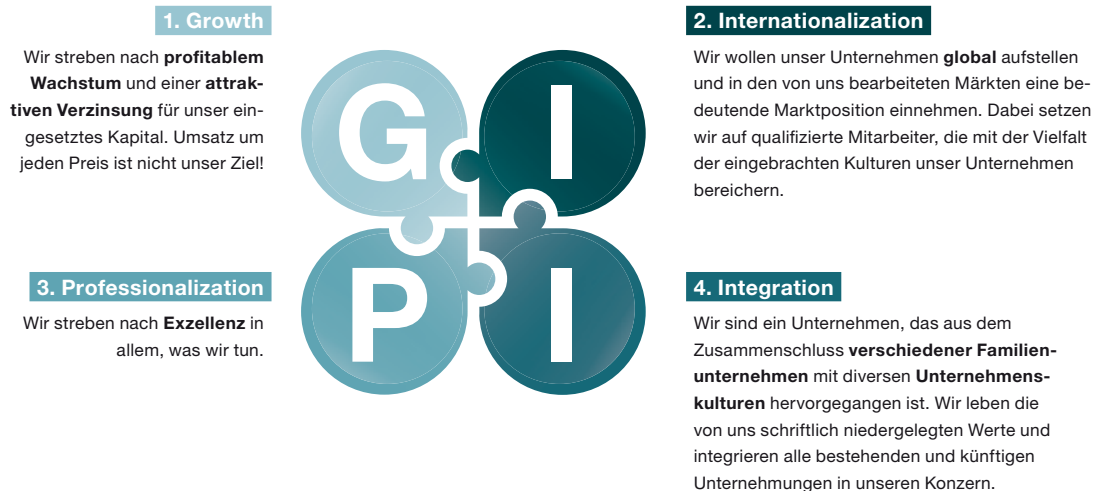 1. Growth
Wir streben nach profitablem
Wachstum und einer attrak-
tiven Verzinsung für unser ein-
gesetztes Kapital. Umsatz um
jeden Preis ist nicht unser Ziel!
G
I
2. Internationalization
Wir wollen unser Unternehmen global aufstellen
und in den von uns bearbeiteten Märkten eine be-
deutende Marktposition einnehmen. Dabei setzen
wir auf qualifizierte Mitarbeiter, die mit der Vielfalt
der eingebrachten Kulturen unser Unternehmen
bereichern.
3. Professionalization
Wir streben nach Exzellenz in
allem, was wir tun.
P
I
4. Integration
Wir sind ein Unternehmen, das aus dem
Zusammenschluss verschiedener Familien-
unternehmen mit diversen Unternehmens-
kulturen hervorgegangen ist. Wir leben die
von uns schriftlich niedergelegten Werte und
integrieren alle bestehenden und künftigen
Unternehmungen in unseren Konzern.